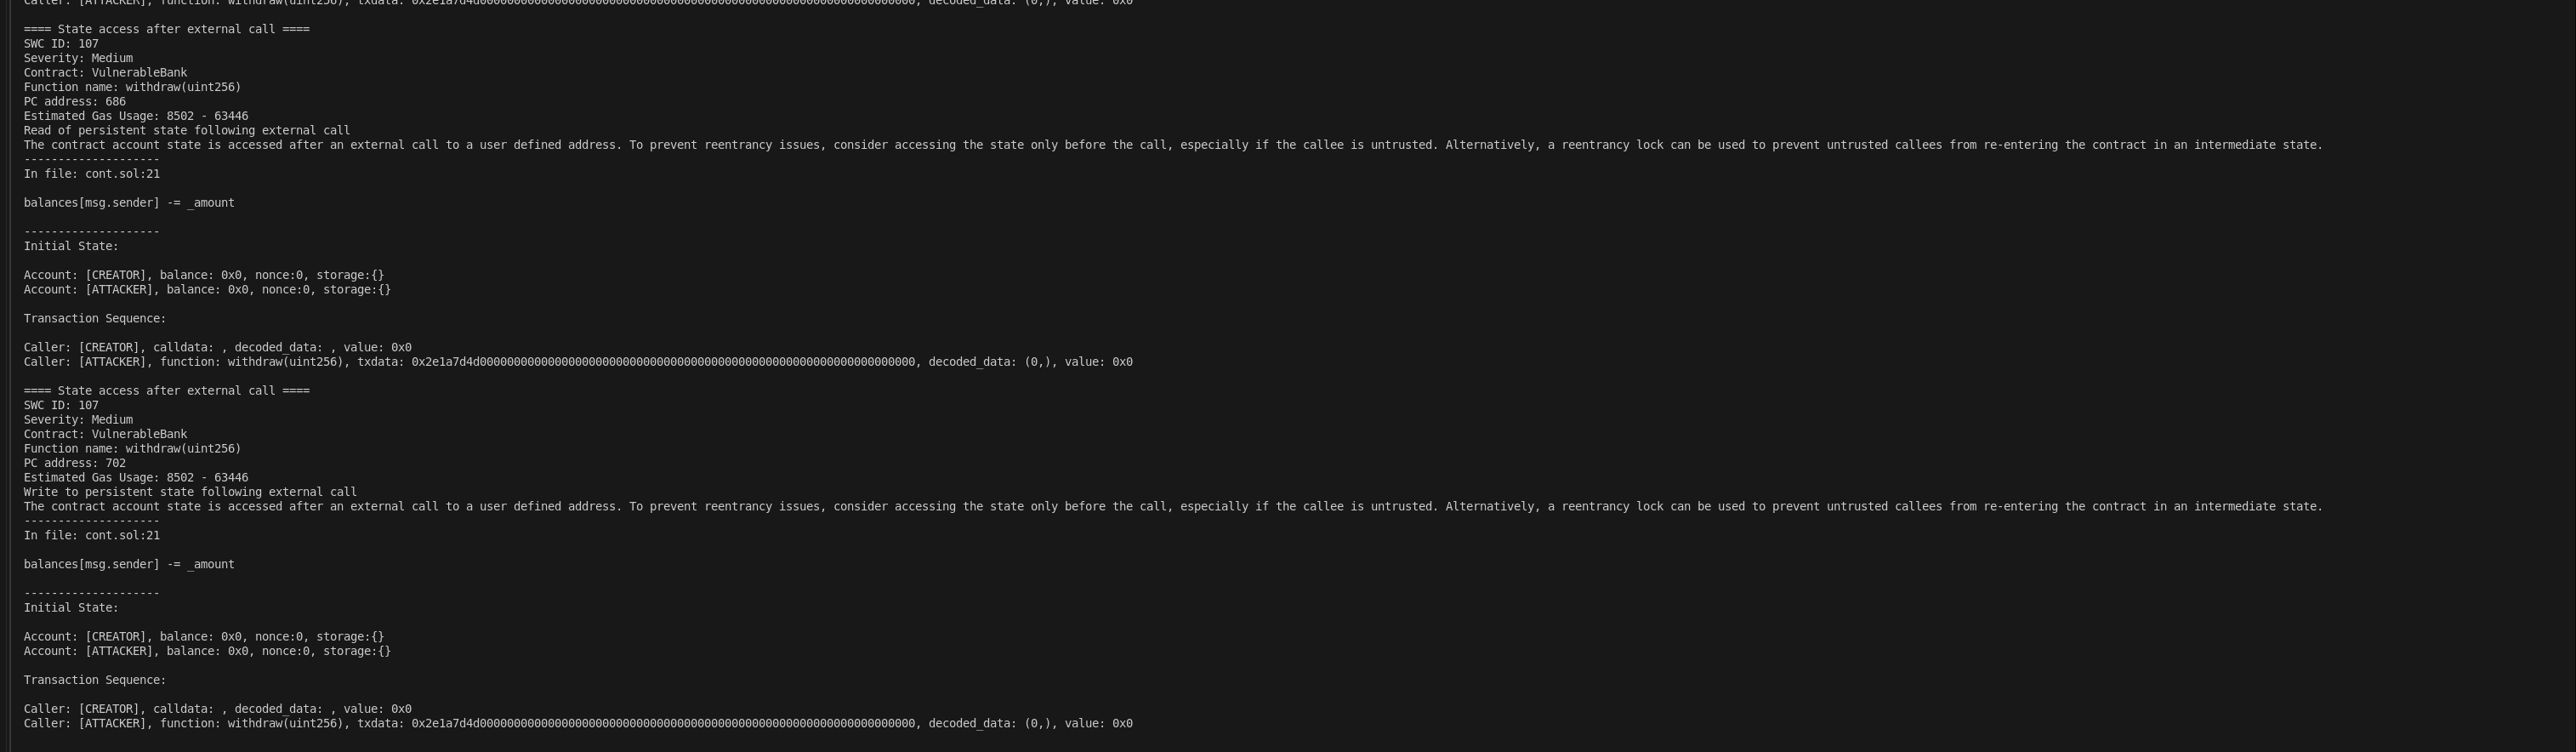 Caller: [ATTACKER], function: withdraw(uint256), txdata: 0x2e1a7d4d0000000000000000000000000000000000000000000000000000000000000000, decoded_data: (0,), value: 0x0
==== State access after external call ====
SWC ID: 107
Severity: Medium
Contract: VulnerableBank
Function name: withdraw(uint256)
PC address: 686
Estimated Gas Usage: 8502 - 63446
Read of persistent state following external call
The contract account state is accessed after an external call to a user defined address. To prevent reentrancy issues, consider accessing the state only before the call, especially if the callee is untrusted. Alternatively, a reentrancy lock can be used to prevent untrusted callees from re-entering the contract in an intermediate state.
--------------------
In file: cont.sol:21
balances[msg.sender] -= _amount
--------------------
Initial State:
Account: [CREATOR], balance: 0x0, nonce:0, storage:{}
Account: [ATTACKER], balance: 0x0, nonce:0, storage:{}
Transaction Sequence:
Caller: [CREATOR], calldata: , decoded_data: , value: 0x0
Caller: [ATTACKER], function: withdraw(uint256), txdata: 0x2e1a7d4d0000000000000000000000000000000000000000000000000000000000000000, decoded_data: (0,), value: 0x0
==== State access after external call ====
SWC ID: 107
Severity: Medium
Contract: VulnerableBank
Function name: withdraw(uint256)
PC address: 702
Estimated Gas Usage: 8502 - 63446
Write to persistent state following external call
The contract account state is accessed after an external call to a user defined address. To prevent reentrancy issues, consider accessing the state only before the call, especially if the callee is untrusted. Alternatively, a reentrancy lock can be used to prevent untrusted callees from re-entering the contract in an intermediate state.
--------------------
In file: cont.sol:21
balances[msg.sender] -= _amount
--------------------
Initial State:
Account: [CREATOR], balance: 0x0, nonce:0, storage:{}
Account: [ATTACKER], balance: 0x0, nonce:0, storage:{}
Transaction Sequence:
Caller: [CREATOR], calldata: , decoded_data: , value: 0x0
Caller: [ATTACKER], function: withdraw(uint256), txdata: 0x2e1a7d4d0000000000000000000000000000000000000000000000000000000000000000, decoded_data: (0,), value: 0x0